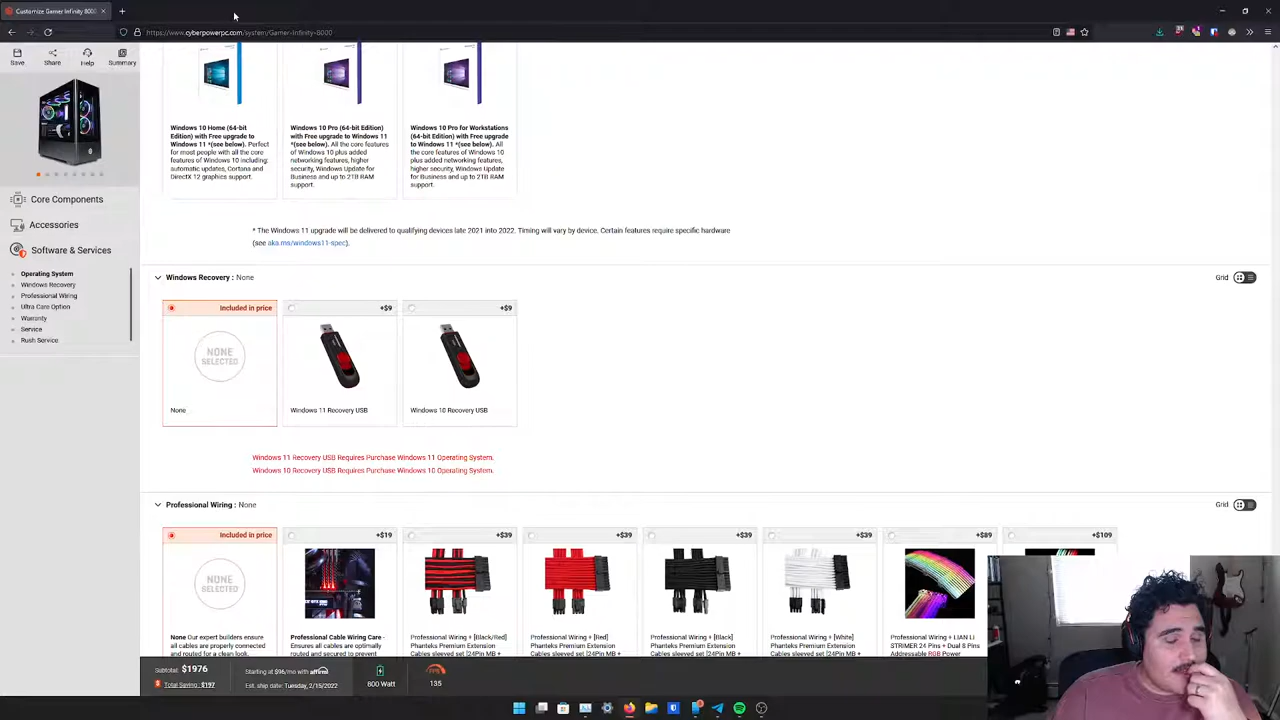 Customize Gamer Infinity 8000
https://www.cyberpowerpc.com/system/Gamer-Infinity-8000
Save
Share
Help
Summary
Core Components
Accessories
Software & Services
Operating System
Windows Recovery
Professional Wiring
Ultra Care Option
Warranty
Service
Rush Service
Windows 10 Home (64-bit
Edition) with Free upgrade to
Windows 11 *(see below). Perfect
for most people with all the core
features of Windows 10 including:
automatic updates, Cortana and
DirectX 12 graphics support.
Windows 10 Pro (64-bit Edition)
with Free upgrade to Windows 11
*(see below). All the core features
of Windows 10 plus added
networking features, higher
security, Windows Update for
Business and up to 2TB RAM
support.
Windows 10 Pro for Workstations
(64-bit Edition) with Free
upgrade to Windows 11 *(see
below). All the core features of Windows 10
plus added networking features,
higher security, Windows Update
for Business and up to 2TB RAM
support.
* The Windows 11 upgrade will be delivered to qualifying devices late 2021 into 2022. Timing will vary by device. Certain features require specific hardware
(see aka.ms/windows11-spec).
Windows Recovery : None
Grid
Included in price
+$9
+$9
NONE
SELECTED
None
Windows 11 Recovery USB
Windows 10 Recovery USB
Windows 11 Recovery USB Requires Purchase Windows 11 Operating System.
Windows 10 Recovery USB Requires Purchase Windows 10 Operating System.
Professional Wiring : None
Grid
Included in price
+$19
+$39
+$39
+$39
+$39
+$89
+$109
NONE
SELECTED
None Our expert builders ensure
all cables are properly connected
and routed for a clean look.
Professional Cable Wiring Care -
Ensures all cables are optimally
routed and secured to prevent
Professional Wiring + [Black/Red]
Phanteks Premium Extension
Cables sleeved set [24Pin MB +
Professional Wiring + [Red]
Phanteks Premium Extension
Cables sleeved set [24Pin MB +
Professional Wiring + [Black]
Phanteks Premium Extension
Cables sleeved set [24Pin MB +
Professional Wiring + [White]
Phanteks Premium Extension
Cables sleeved set [24Pin MB +
Professional Wiring + LIAN LI
STRIMER 24 Pins + Dual 8 Pins
Addressable RGB Power
Subtotal: $1976
Total Saving : $197
Starting at $96/mo with affirm
Est. ship date: Tuesday, 2/15/2022
800 Watt
FPS
135